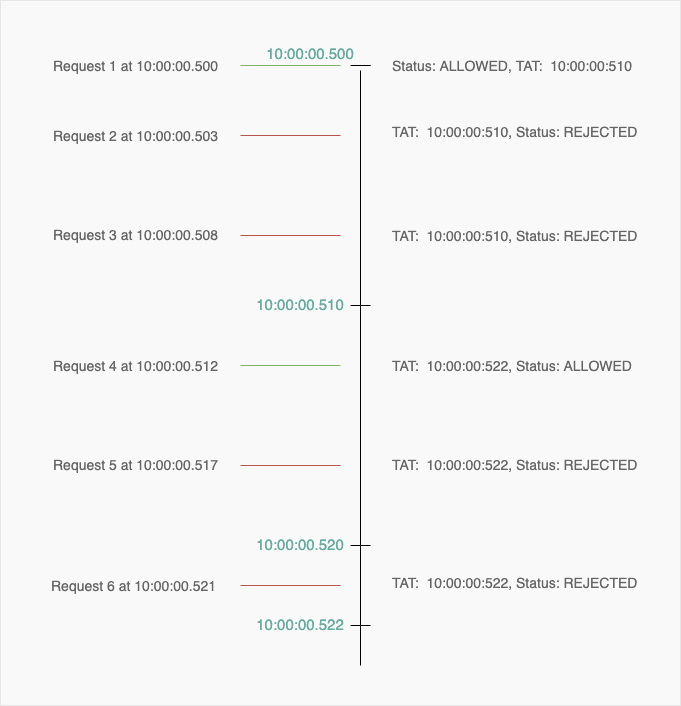 10:00:00.500
Request 1 at 10:00:00.500
Status: ALLOWED, TAT:  10:00:00:510
Request 2 at 10:00:00.503
TAT:  10:00:00:510, Status: REJECTED
Request 3 at 10:00:00.508
TAT:  10:00:00:510, Status: REJECTED
10:00:00.510
Request 4 at 10:00:00.512
TAT:  10:00:00:522, Status: ALLOWED
Request 5 at 10:00:00.517
TAT:  10:00:00:522, Status: REJECTED
10:00:00.520
Request 6 at 10:00:00.521
TAT:  10:00:00:522, Status: REJECTED
10:00:00.522